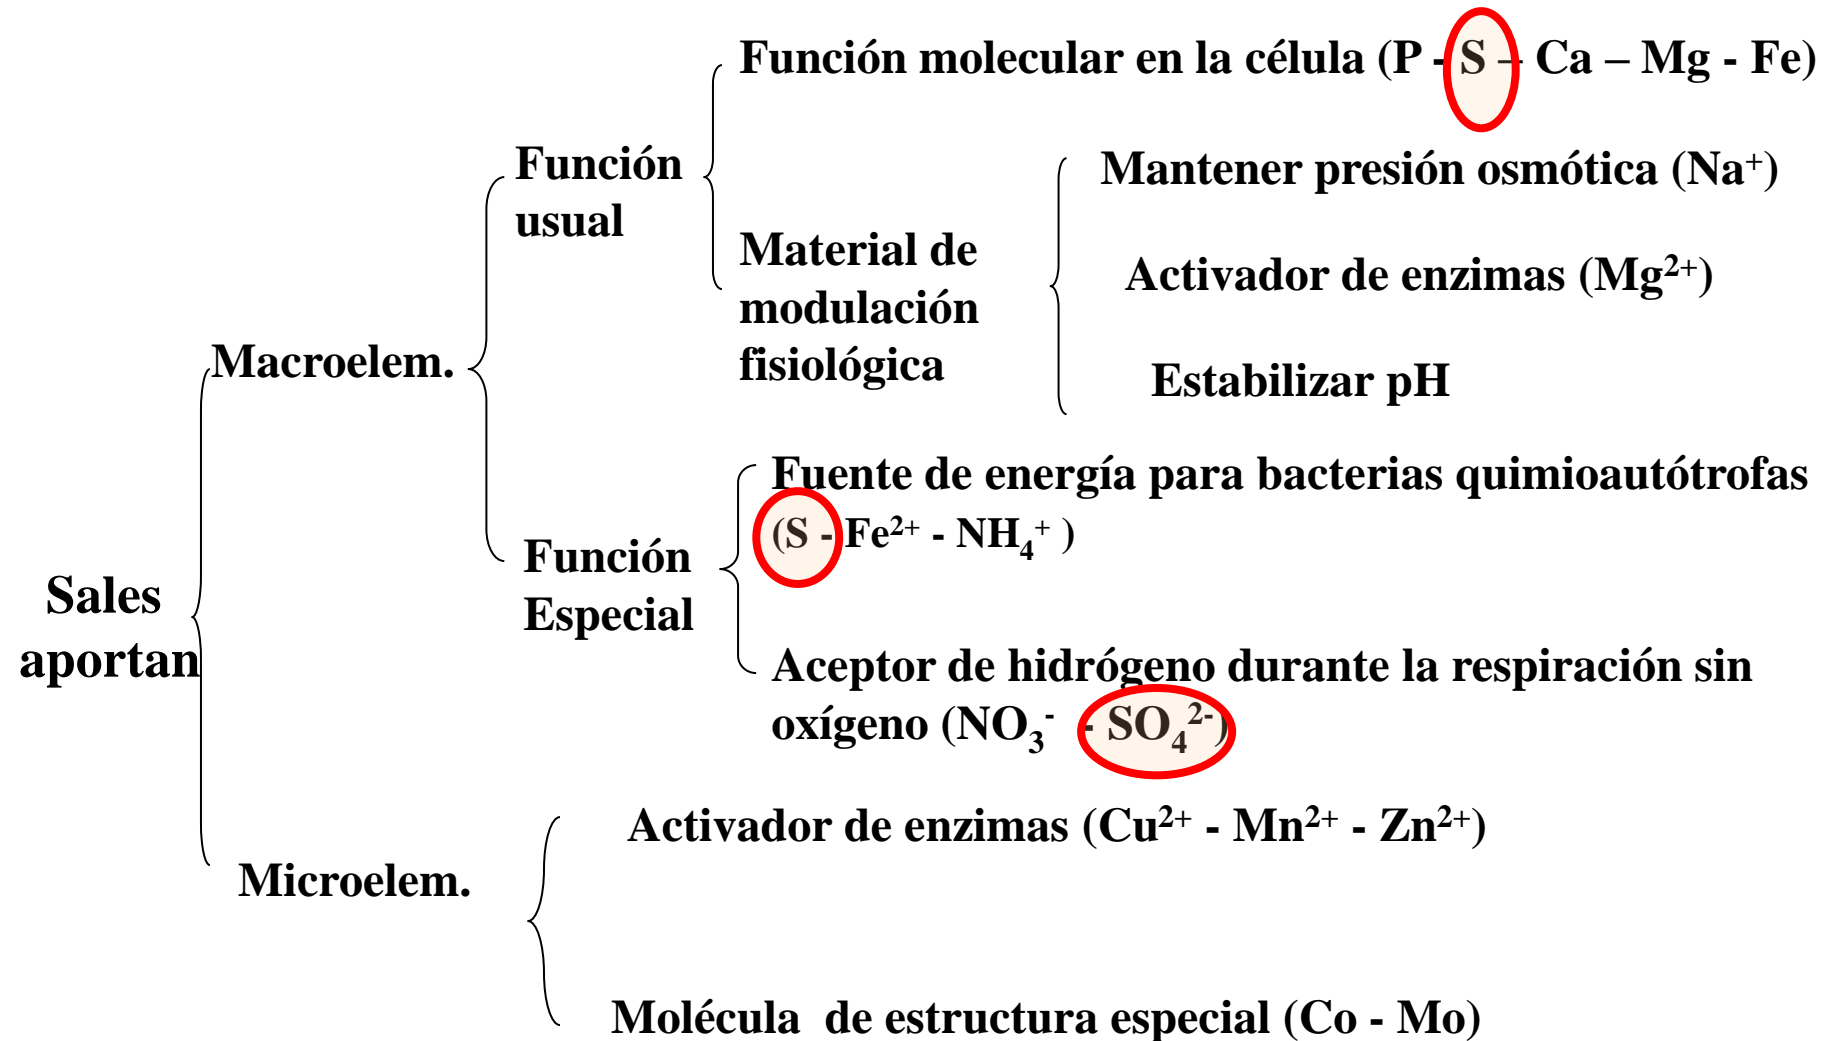 Función molecular en la célula (P - S – Ca – Mg - Fe)
Función
usual
Mantener presión osmótica (Na⁺)
Material de
modulación
fisiológica
Activador de enzimas (Mg²⁺)
Estabilizar pH
Macroelem.
Fuente de energía para bacterias quimioautótrofas
(S - Fe²⁺ - NH₄⁺ )
Función
Especial
Sales
aportan
Aceptor de hidrógeno durante la respiración sin
oxígeno (NO₃⁻ - SO₄²⁻)
Activador de enzimas (Cu²⁺ - Mn²⁺ - Zn²⁺)
Microelem.
Molécula de estructura especial (Co - Mo)